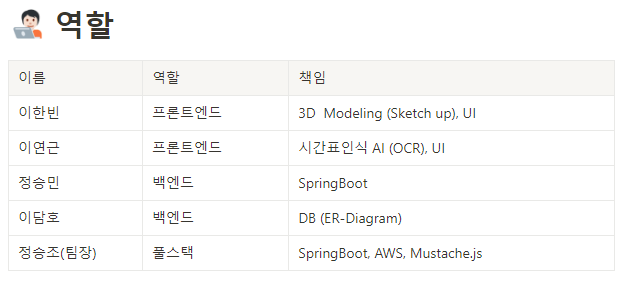 역할
이름 역할 책임
이한빈 프론트엔드 3D  Modeling (Sketch up), UI
이연근 프론트엔드 시간표인식 AI (OCR), UI
정승민 백엔드 SpringBoot
이담호 백엔드 DB (ER-Diagram)
정승조(팀장) 풀스택 SpringBoot, AWS, Mustache.js